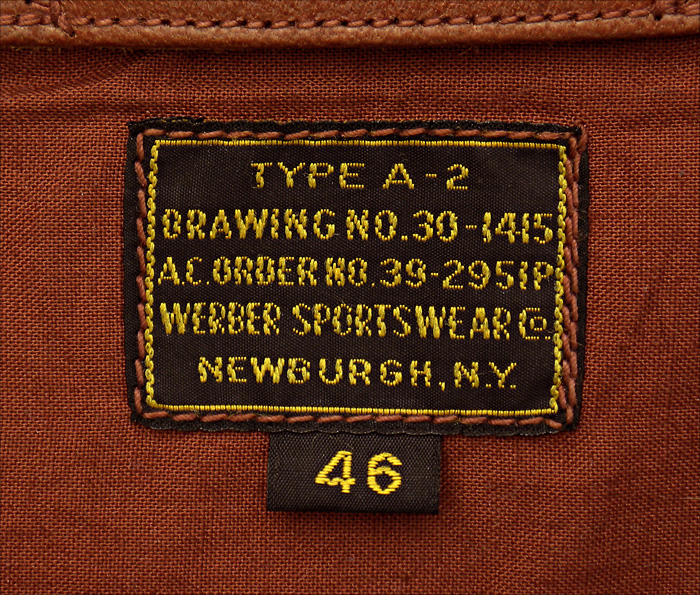 TYPE A-2
DRAWING NO.30-1415
A.C.ORDER NO.39-2951P
WERBER SPORTSWEAR CO.
NEWBURGH, N.Y.
46